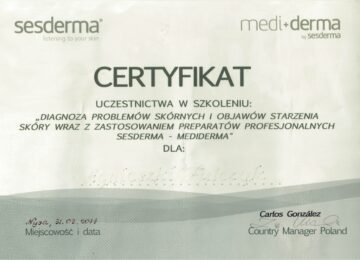 sesderma
listening to your skin
medi+derma
by sesderma
CERTYFIKAT
UCZESTNICTWA W SZKOLENIU:
„DIAGNOZA PROBLEMÓW SKÓRNYCH I OBJAWÓW STARZENIA
SKÓRY WRAZ Z ZASTOSOWANIEM PREPARATÓW PROFESJONALNYCH
SESDERMA - MEDIDERMA"
DLA:
Nysa,
Miejscowość i data
Carlos González
Country Manager Poland